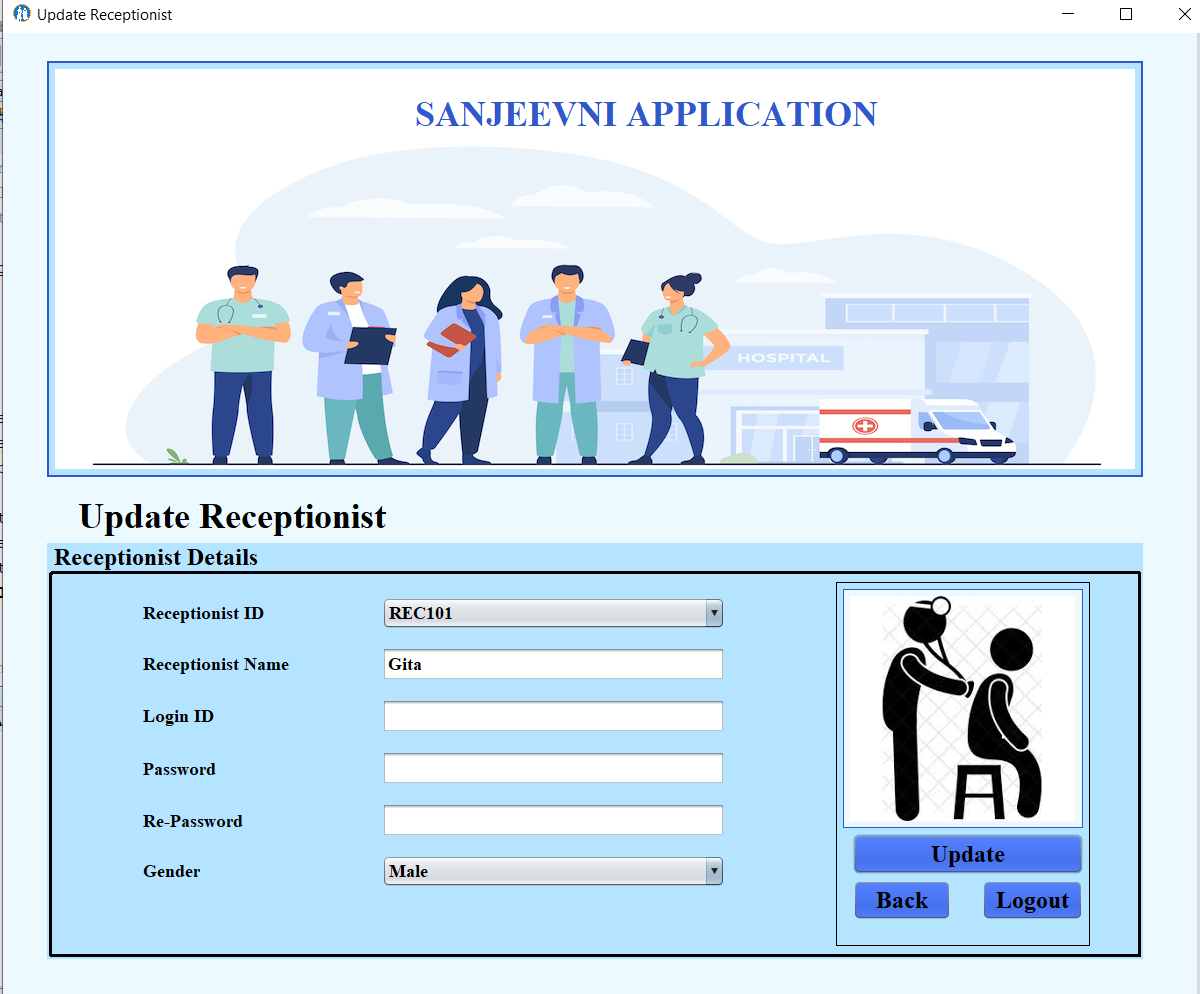 Update Receptionist
SANJEEVNI APPLICATION
HOSPITAL
Update Receptionist
Receptionist Details
Receptionist ID REC101
Receptionist Name Gita
Login ID
Password
Re-Password
Gender Male
Update
Back Logout